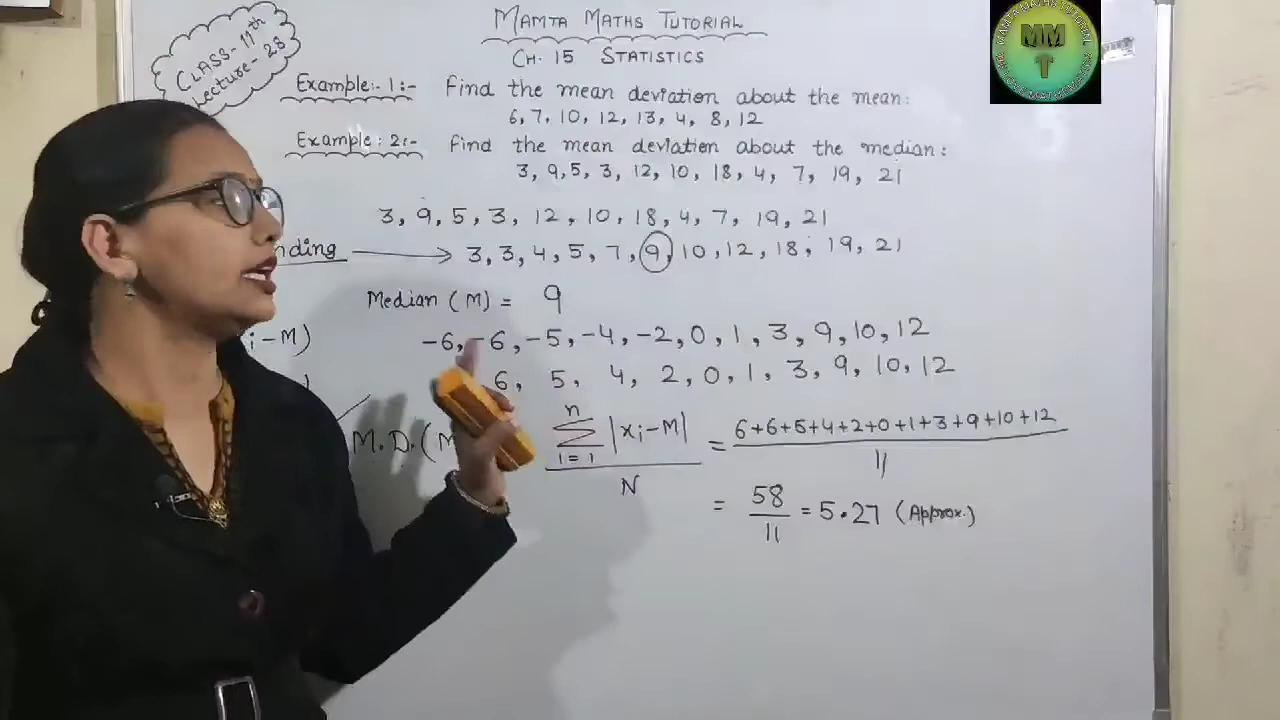 MAMTA MATHS TUTORIAL
CH. 15 STATISTICS
CLASS-11th
Lecture-28
Example:-1:- Find the mean deviation about the mean:
6, 7, 10, 12, 13, 4, 8, 12
Example:2:- Find the mean deviation about the median:
3, 9, 5, 3, 12, 10, 18, 4, 7, 19, 21
3, 9, 5, 3, 12, 10, 18, 4, 7, 19, 21
nding → 3, 3, 4, 5, 7, 9, 10, 12, 18, 19, 21
Median (M) = 9
i-M) -6, -6, -5, -4, -2, 0, 1, 3, 9, 10, 12
6, 5, 4, 2, 0, 1, 3, 9, 10, 12
M.D.(M n Σ i=1 |xi-M| / N = 6+6+5+4+2+0+1+3+9+10+12 / 11
= 58/11 = 5.27 (Approx.)
MAMTA MATHS TUTORIAL
MM
T